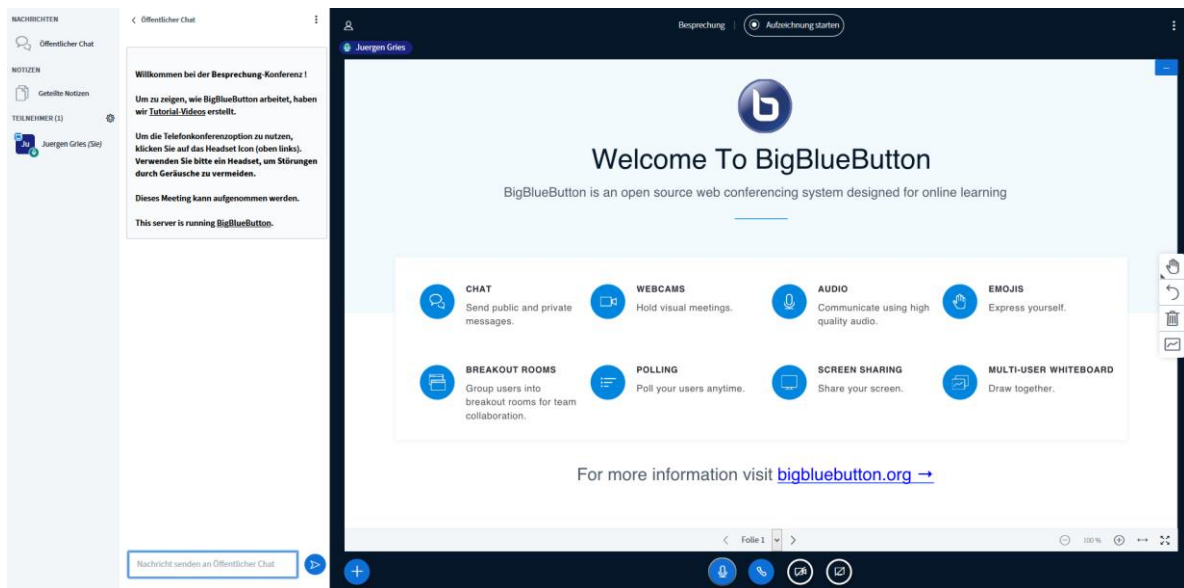 NACHRICHTEN
Öffentlicher Chat
NOTIZEN
Geteilte Notizen
TEILNEHMER (1)
Ju
Juergen Gries (Sie)
Öffentlicher Chat
Willkommen bei der Besprechung-Konferenz !
Um zu zeigen, wie BigBlueButton arbeitet, haben
wir Tutorial-Videos erstellt.
Um die Telefonkonferenzoption zu nutzen,
klicken Sie auf das Headset Icon (oben links).
Verwenden Sie bitte ein Headset, um Störungen
durch Geräusche zu vermeiden.
Dieses Meeting kann aufgenommen werden.
This server is running BigBlueButton.
Nachricht senden an Öffentlicher Chat
Besprechung
Aufzeichnung starten
Juergen Gries
b
Welcome To BigBlueButton
BigBlueButton is an open source web conferencing system designed for online learning
CHAT
Send public and private
messages.
WEBCAMS
Hold visual meetings.
AUDIO
Communicate using high
quality audio.
EMOJIS
Express yourself.
BREAKOUT ROOMS
Group users into
breakout rooms for team
collaboration.
POLLING
Poll your users anytime.
SCREEN SHARING
Share your screen.
MULTI-USER WHITEBOARD
Draw together.
For more information visit bigbluebutton.org →
Folie 1
100%